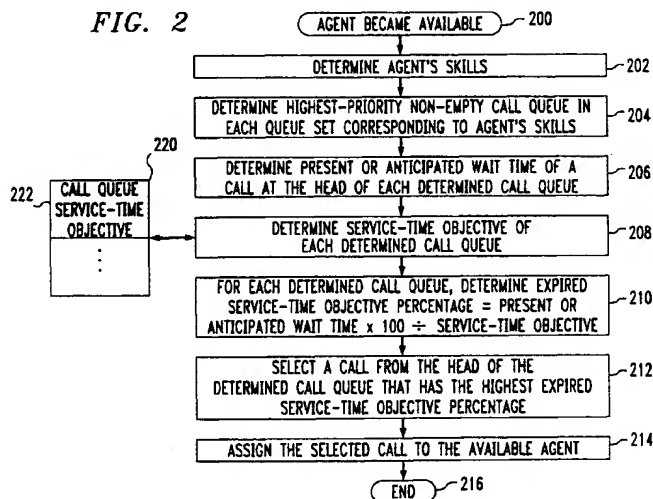 FIG. 2
AGENT BECAME AVAILABLE
200
DETERMINE AGENT'S SKILLS
202
DETERMINE HIGHEST-PRIORITY NON-EMPTY CALL QUEUE IN
EACH QUEUE SET CORRESPONDING TO AGENT'S SKILLS
204
DETERMINE PRESENT OR ANTICIPATED WAIT TIME OF A
CALL AT THE HEAD OF EACH DETERMINED CALL QUEUE
206
220
222
CALL QUEUE
SERVICE-TIME
OBJECTIVE
DETERMINE SERVICE-TIME OBJECTIVE
OF EACH DETERMINED CALL QUEUE
208
FOR EACH DETERMINED CALL QUEUE, DETERMINE EXPIRED
SERVICE-TIME OBJECTIVE PERCENTAGE = PRESENT OR
ANTICIPATED WAIT TIME x 100 ÷ SERVICE-TIME OBJECTIVE
210
SELECT A CALL FROM THE HEAD OF THE
DETERMINED CALL QUEUE THAT HAS THE HIGHEST EXPIRED
SERVICE-TIME OBJECTIVE PERCENTAGE
212
ASSIGN THE SELECTED CALL TO THE AVAILABLE AGENT
214
END
216